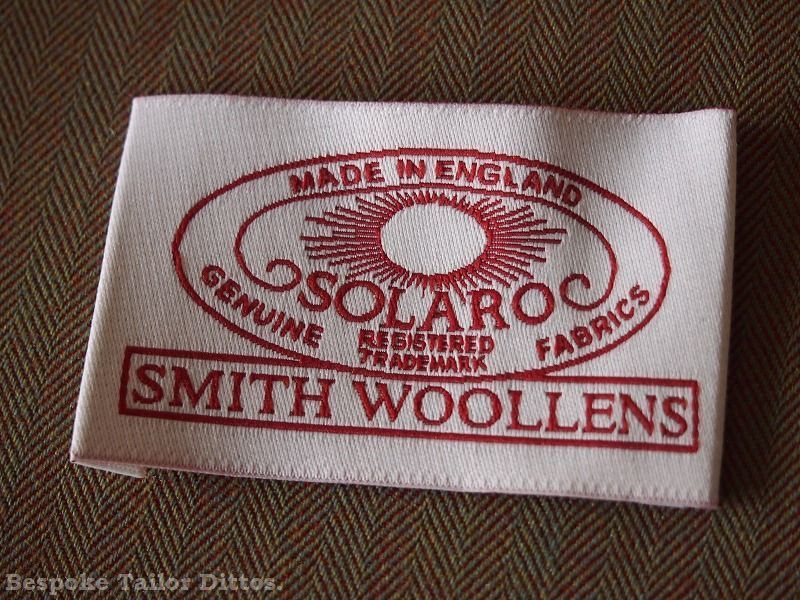 MADE IN ENGLAND
SOLARO
GENUINE FABRICS
REGISTERED
TRADEMARK
SMITH WOOLLENS
Bespoke Tailor Dittos.